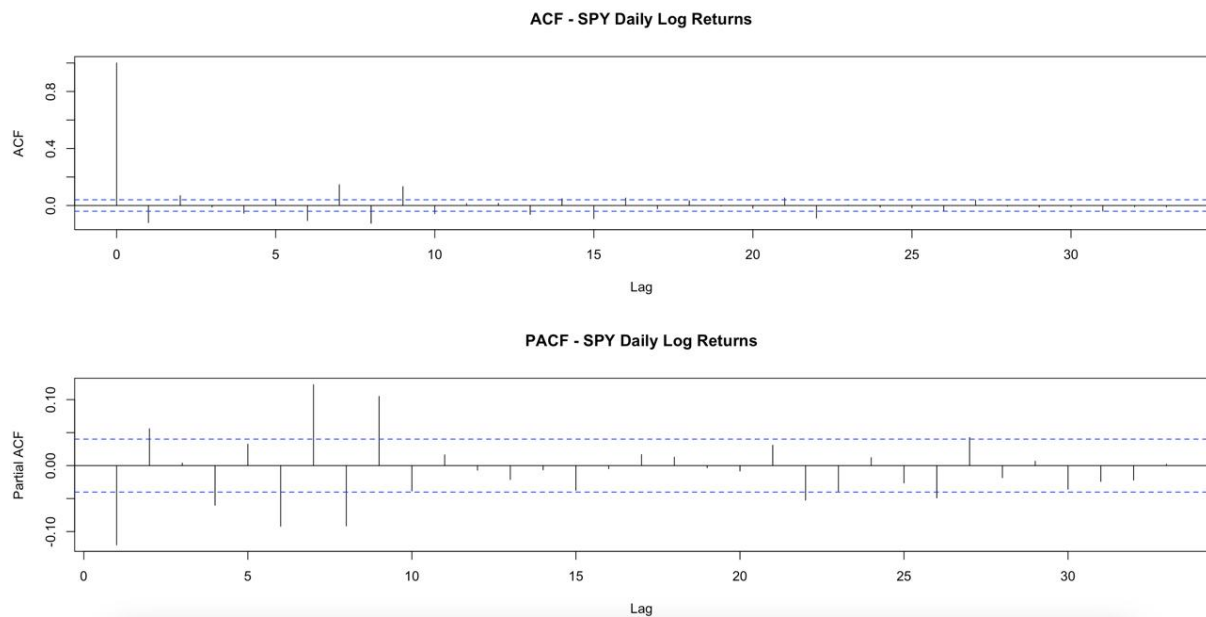 ACF - SPY Daily Log Returns
ACF
0.8
0.4
0.0
0 5 10 15 20 25 30
Lag
PACF - SPY Daily Log Returns
Partial ACF
0.10
0.00
-0.10
0 5 10 15 20 25 30
Lag